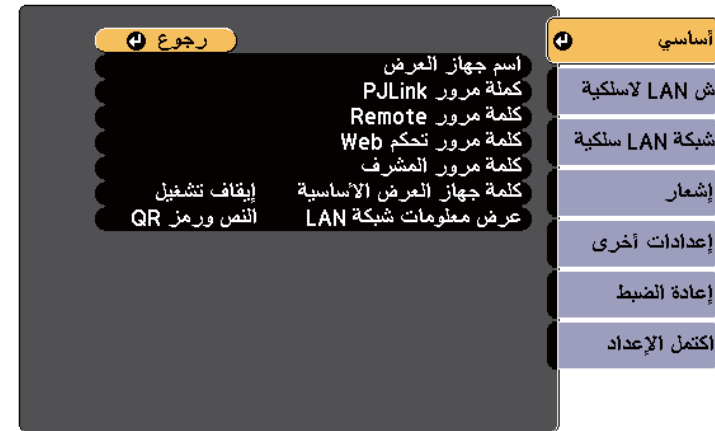 أساسي
ش LAN لاسلكية
شبكة LAN سلكية
إشعار
إعدادات أخرى
إعادة الضبط
اكتمل الإعداد
رجوع
اسم جهاز العرض
كملة مرور PJLink
كلمة مرور Remote
كلمة مرور تحكم Web
كلمة مرور المشرف
كلمة جهاز العرض الأساسية إيقاف تشغيل
عرض معلومات شبكة LAN النص ورمز QR